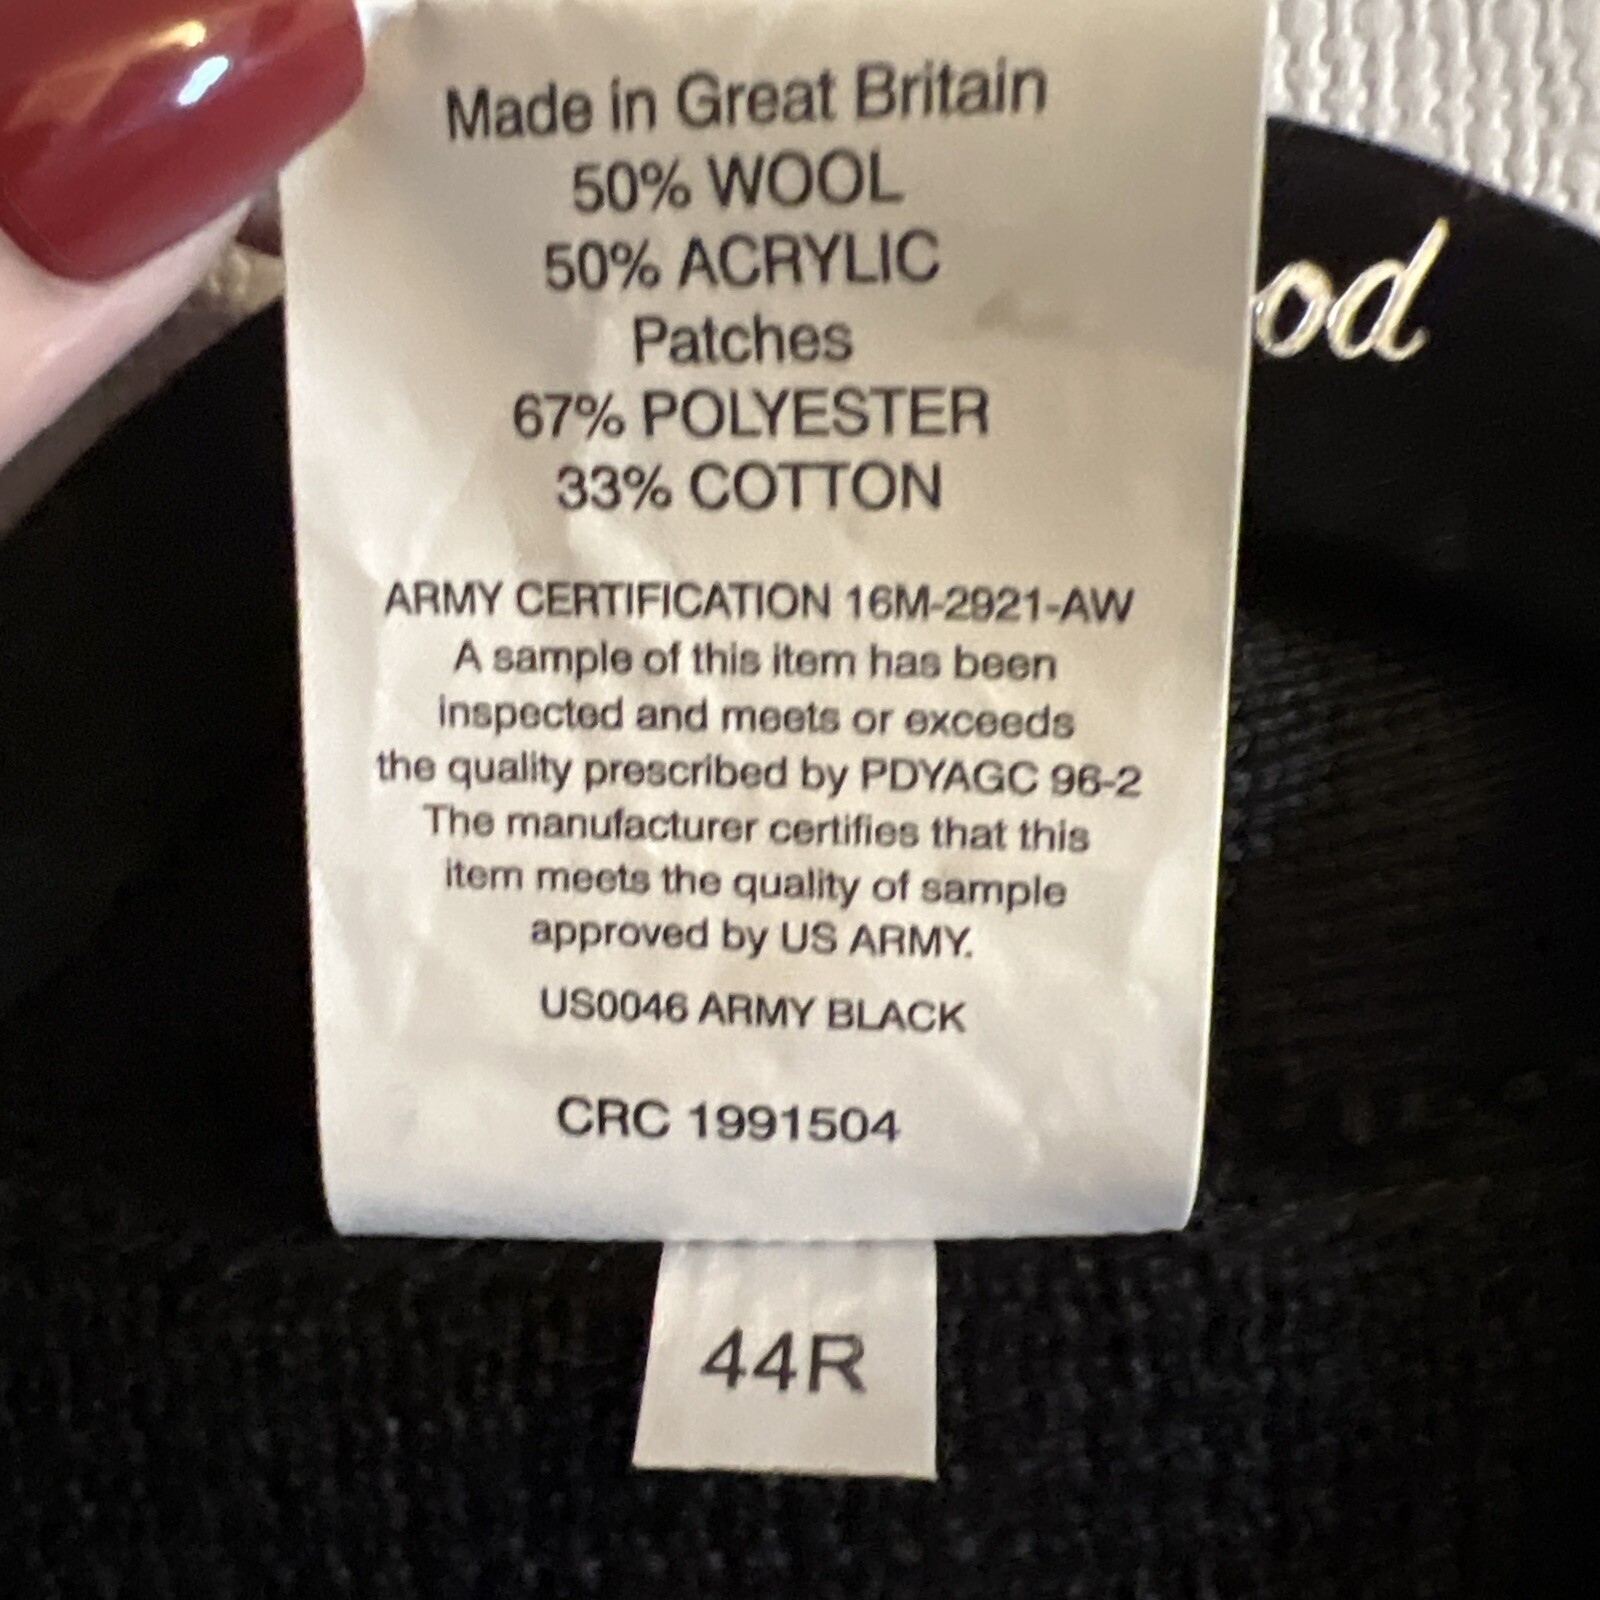 Made in Great Britain
50% WOOL
50% ACRYLIC
Patches
67% POLYESTER
33% COTTON
ARMY CERTIFICATION 16M-2921-AW
A sample of this item has been
inspected and meets or exceeds
the quality prescribed by PDYAGC 96-2
The manufacturer certifies that this
item meets the quality of sample
approved by US ARMY.
US0046 ARMY BLACK
CRC 1991504
44R
od